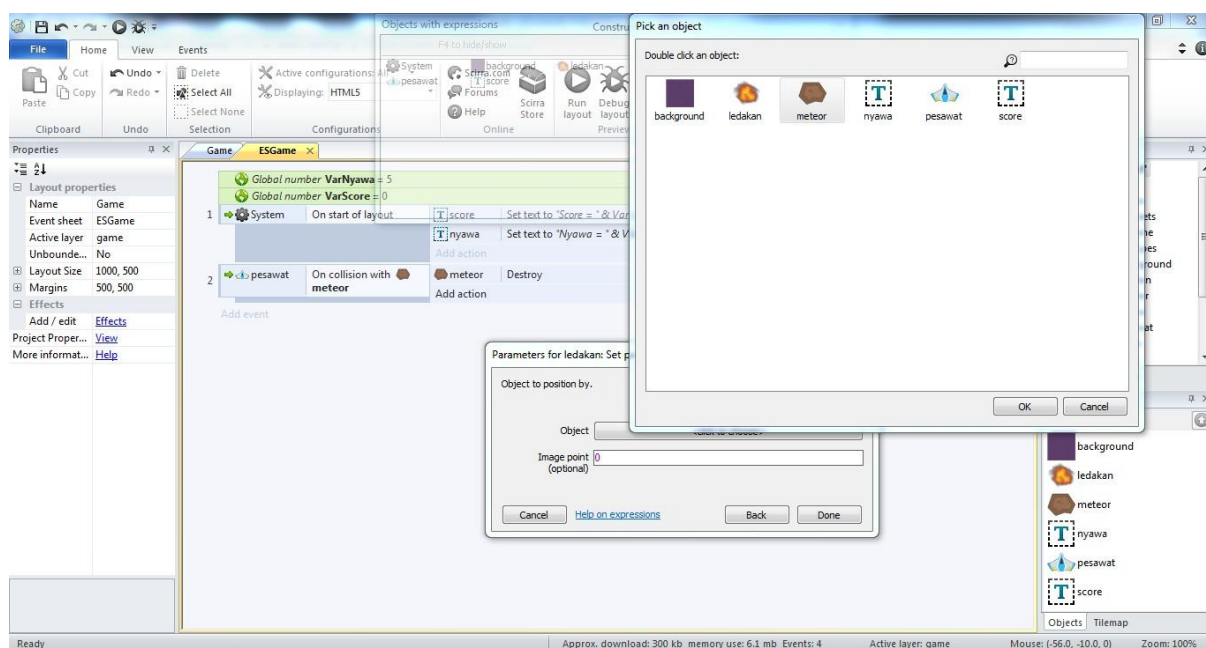 Objects with expressions
Constru
Pick an object
File Home View Events
F4 to hide/show
Double click an object:
Cut Undo Delete Active configurations: All
System background ledakan
pesawat score
Scirra.com
Paste Copy Redo Select All Displaying: HTML5
Forums
Select None
Help Scirra Store Run layout Debug layout
Clipboard Undo Selection Configurations Online Preview
background ledakan meteor nyawa pesawat score
Properties
Game ESGame
Layout properties
Name Game
Event sheet ESGame
Active layer game
Unbounde... No
Layout Size 1000, 500
Margins 500, 500
Effects
Add / edit Effects
Project Proper... View
More informat... Help
Global number VarNyawa = 5
Global number VarScore = 0
1 System On start of layout score Set text to "Score = " & Var
nyawa Set text to "Nyawa = " & V
Add action
2 pesawat On collision with meteor meteor Destroy
Add action
Add event
OK Cancel
Parameters for ledakan: Set p
Object to position by.
Object <click to choose>
Image point (optional) 0
Cancel Help on expressions Back Done
background
ledakan
meteor
nyawa
pesawat
score
Objects Tilemap
Ready Approx. download: 300 kb memory use: 6.1 mb Events: 4 Active layer: game Mouse: (-56.0, -10.0, 0) Zoom: 100%